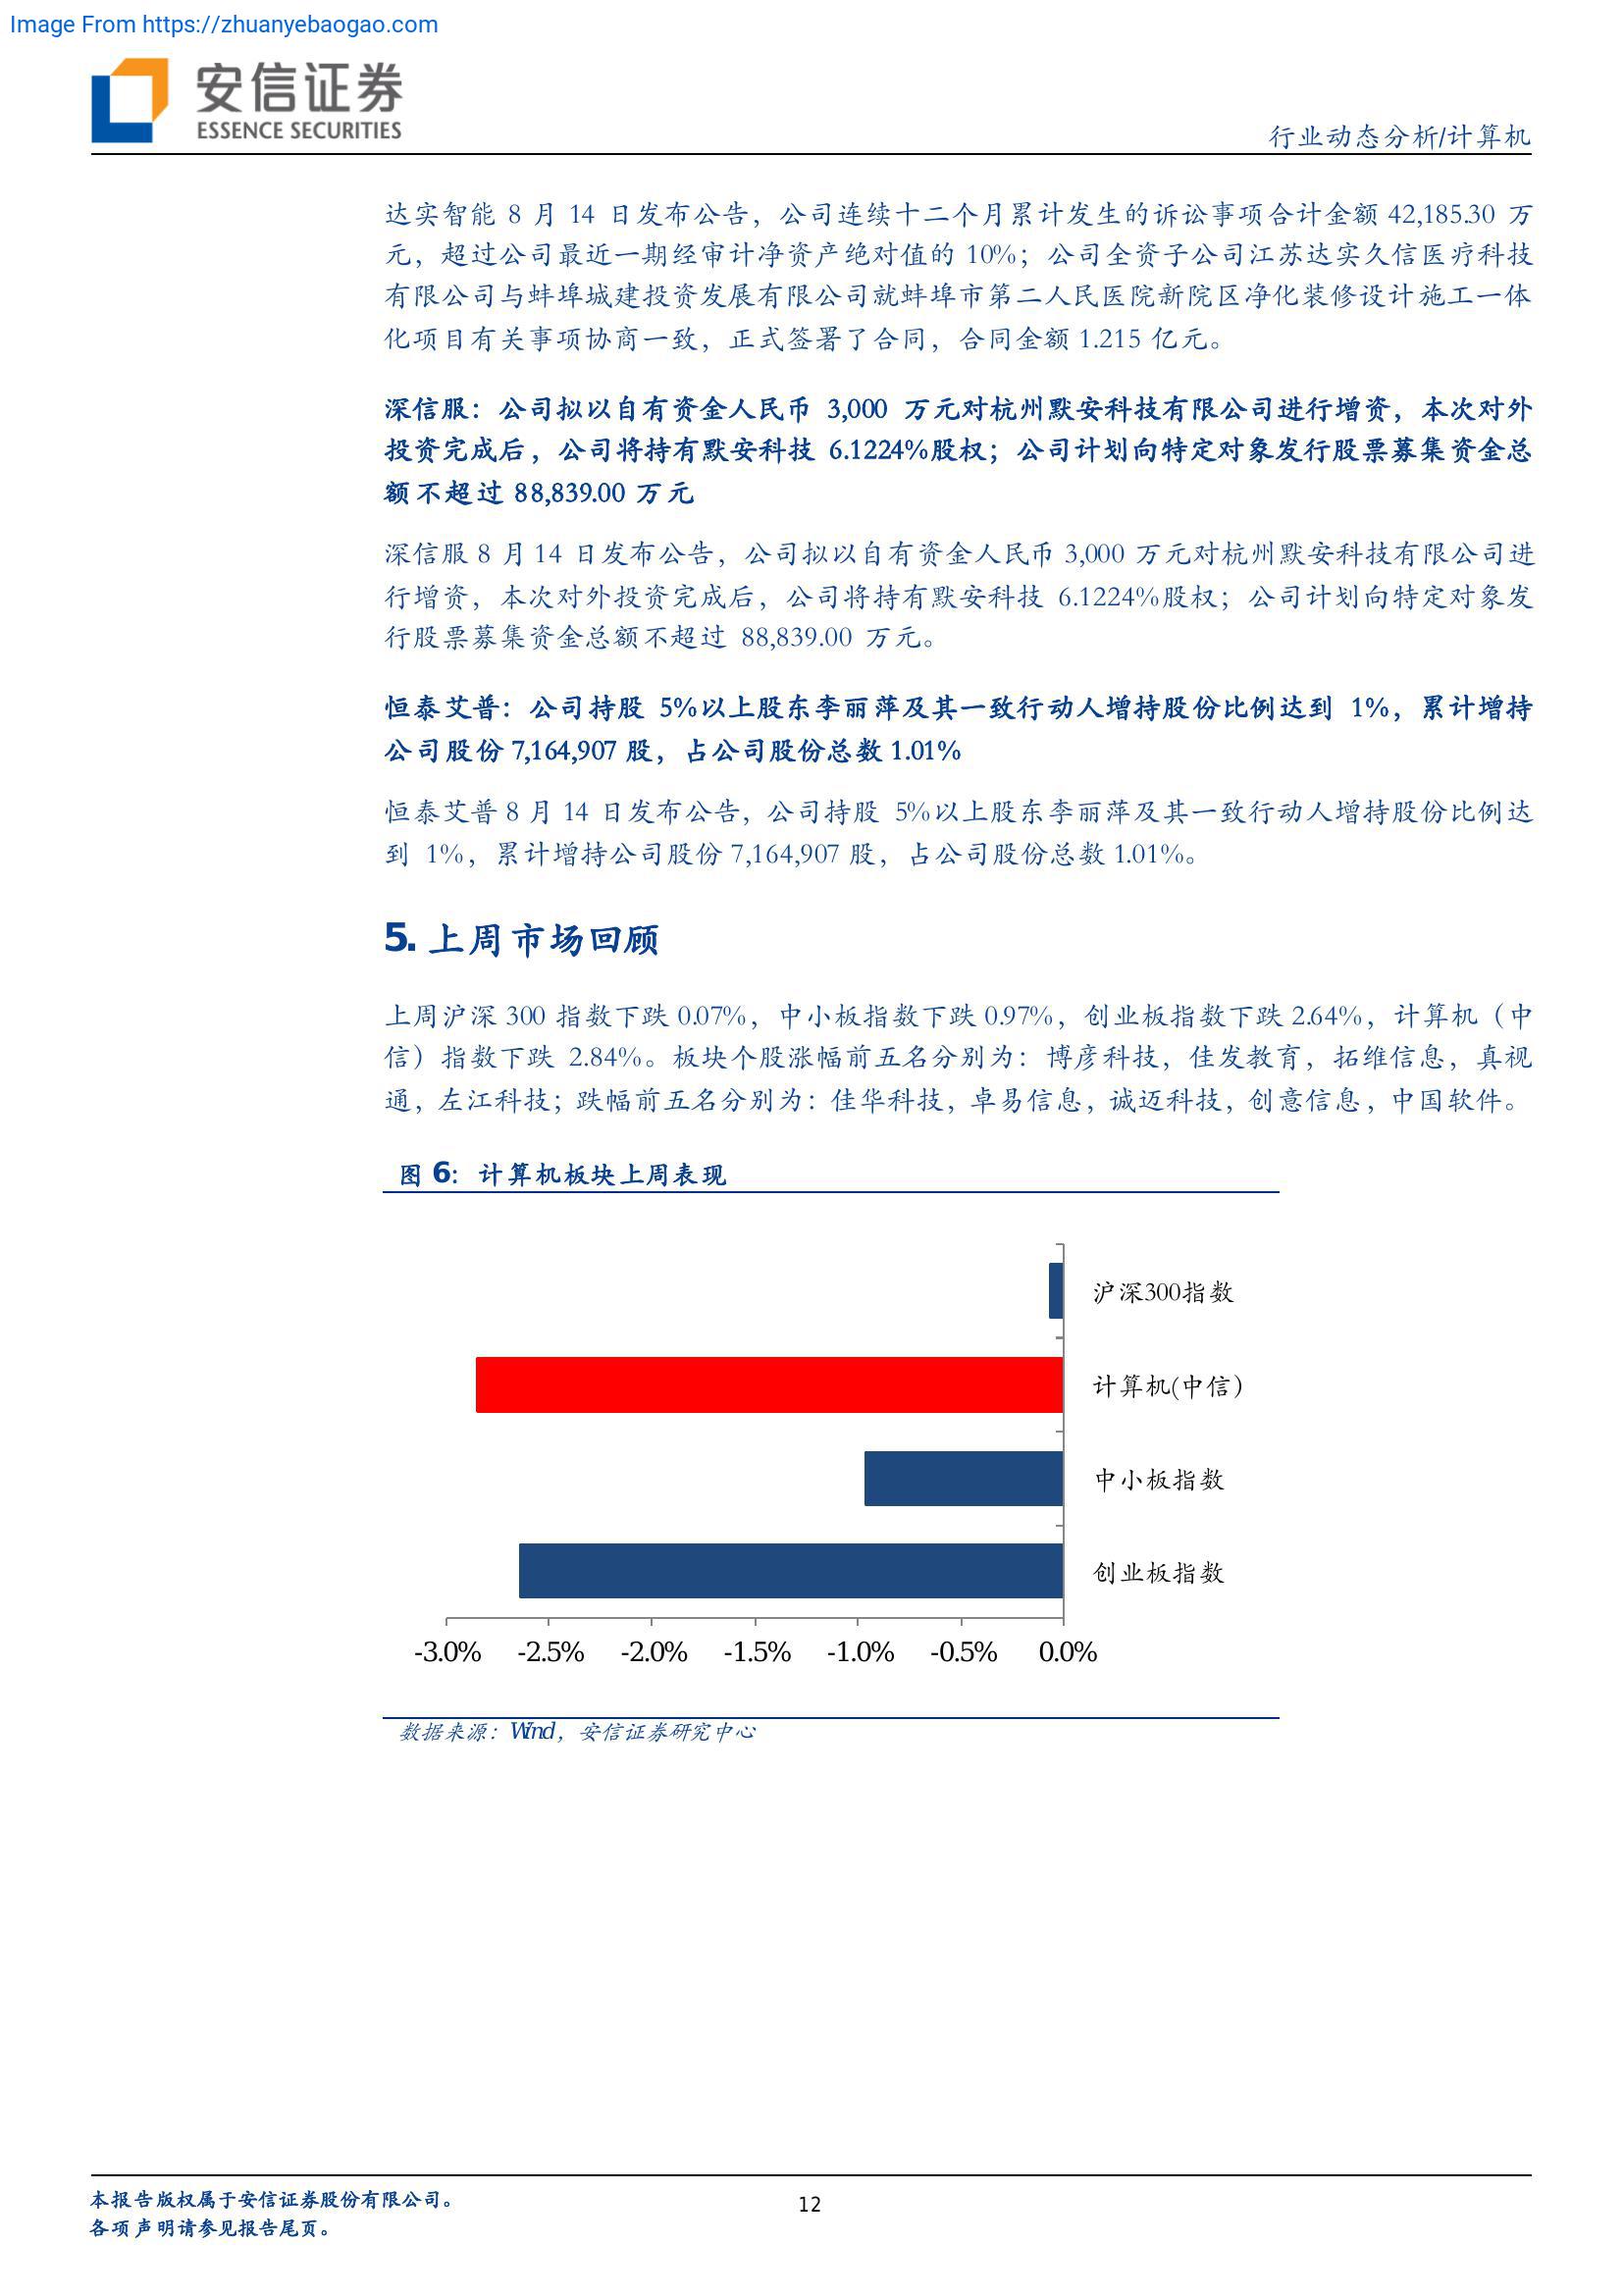 Image From https://zhuanyebaogao.com
安信证券
ESSENCE SECURITIES
行业动态分析/计算机
达实智能 8 月 14 日发布公告，公司连续十二个月累计发生的诉讼事项合计金额 42,185.30 万
元，超过公司最近一期经审计净资产绝对值的 10%；公司全资子公司江苏达实久信医疗科技
有限公司与蚌埠城建投资发展有限公司就蚌埠市第二人民医院新院区净化装修设计施工一体
化项目有关事项协商一致，正式签署了合同，合同金额 1.215 亿元。
深信服：公司拟以自有资金人民币 3,000 万元对杭州默安科技有限公司进行增资，本次对外
投资完成后，公司将持有默安科技 6.1224%股权；公司计划向特定对象发行股票募集资金总
额不超过 88,839.00 万元
深信服 8 月 14 日发布公告，公司拟以自有资金人民币 3,000 万元对杭州默安科技有限公司进
行增资，本次对外投资完成后，公司将持有默安科技 6.1224%股权；公司计划向特定对象发
行股票募集资金总额不超过 88,839.00 万元。
恒泰艾普：公司持股 5%以上股东李丽萍及其一致行动人增持股份比例达到 1%，累计增持
公司股份 7,164,907 股，占公司股份总数 1.01%
恒泰艾普 8 月 14 日发布公告，公司持股 5%以上股东李丽萍及其一致行动人增持股份比例达
到 1%，累计增持公司股份 7,164,907 股，占公司股份总数 1.01%。
5. 上周市场回顾
上周沪深 300 指数下跌 0.07%，中小板指数下跌 0.97%，创业板指数下跌 2.64%，计算机（中
信）指数下跌 2.84%。板块个股涨幅前五名分别为：博彦科技，佳发教育，拓维信息，真视
通，左江科技；跌幅前五名分别为：佳华科技，卓易信息，诚迈科技，创意信息，中国软件。
图 6：计算机板块上周表现
沪深300指数
计算机(中信）
中小板指数
创业板指数
-3.0% -2.5% -2.0% -1.5% -1.0% -0.5% 0.0%
数据来源：Wind，安信证券研究中心
本报告版权属于安信证券股份有限公司。
12
各项声明请参见报告尾页。